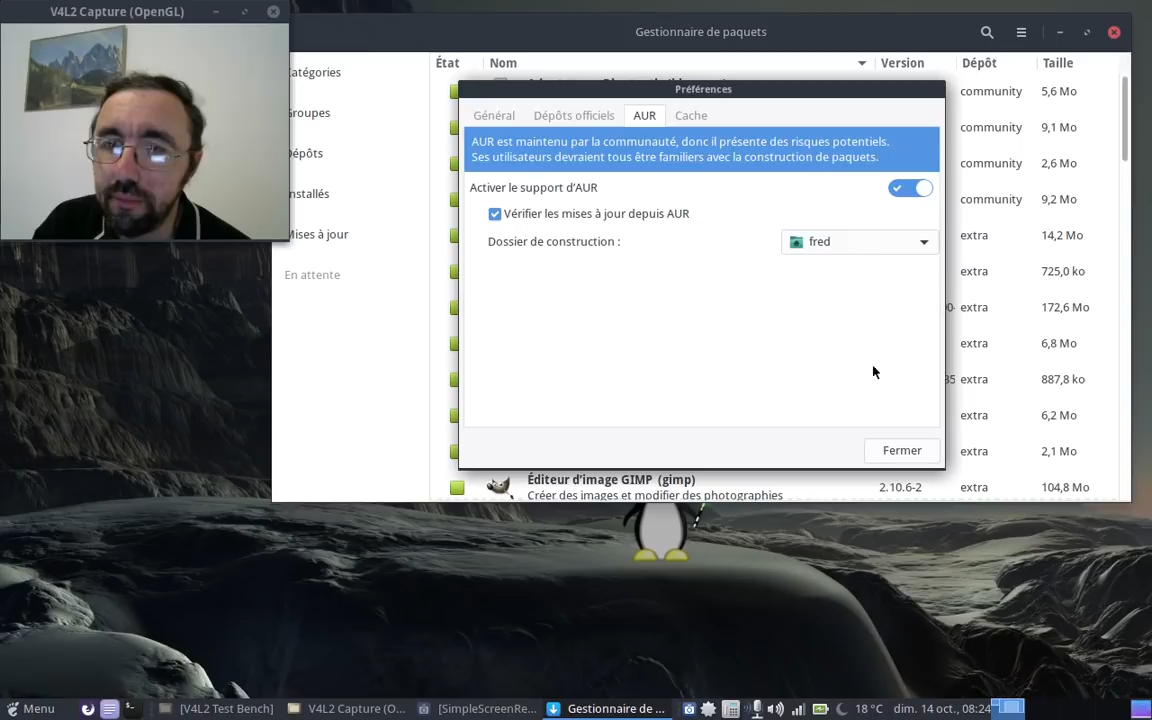 V4L2 Capture (OpenGL)
Gestionnaire de paquets
Catégories
Groupes
Dépôts
Installés
Mises à jour
En attente
État Nom Version Dépôt Taille
community 5,6 Mo
community 9,1 Mo
community 2,6 Mo
community 9,2 Mo
extra 14,2 Mo
extra 725,0 ko
extra 172,6 Mo
extra 6,8 Mo
extra 887,8 ko
extra 6,2 Mo
extra 2,1 Mo
Préférences
Général Dépôts officiels AUR Cache
AUR est maintenu par la communauté, donc il présente des risques potentiels.
Ses utilisateurs devraient tous être familiers avec la construction de paquets.
Activer le support d’AUR
Vérifier les mises à jour depuis AUR
Dossier de construction : fred
Fermer
Éditeur d’image GIMP (gimp)
Créer des images et modifier des photographies
2.10.6-2 extra 104,8 Mo
Menu [V4L2 Test Bench] V4L2 Capture (O... [SimpleScreenRe... Gestionnaire de ... 18 °C dim. 14 oct., 08:24